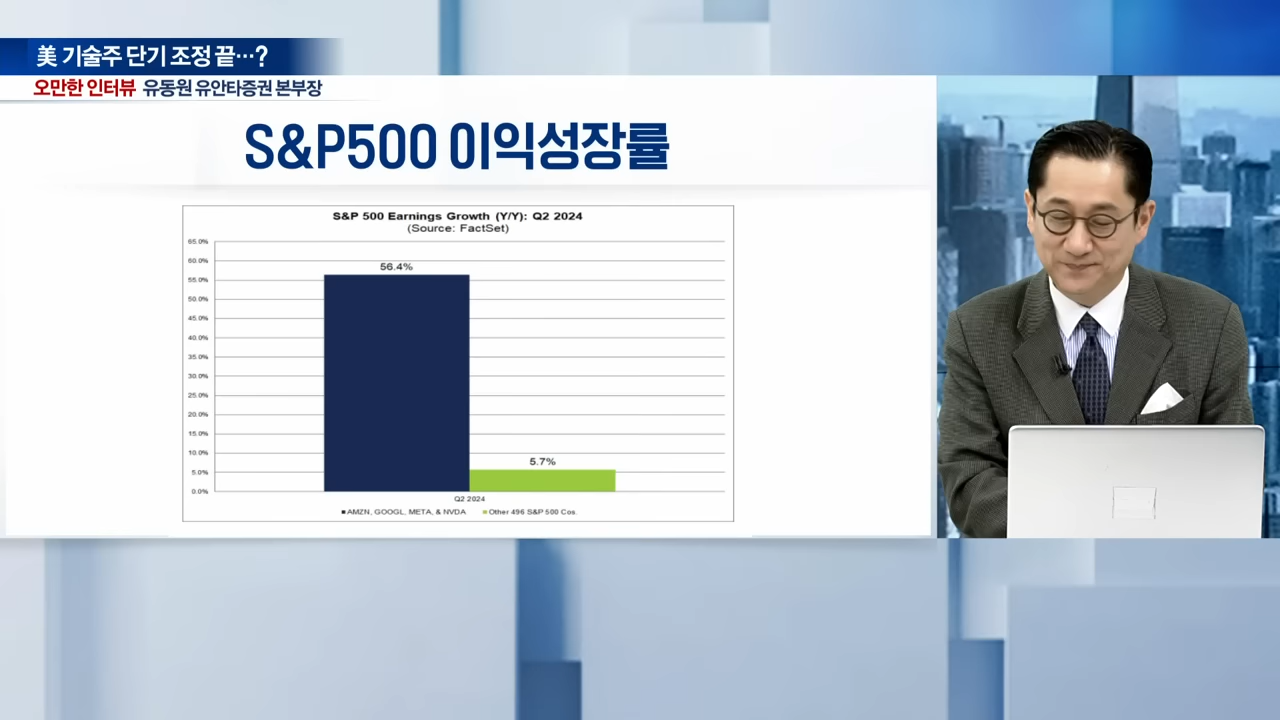 美 기술주 단기 조정 끝…?
오만한 인터뷰 유동원 유안타증권 본부장
S&P500 이익성장률
S&P 500 Earnings Growth (Y/Y): Q2 2024
(Source: FactSet)
65.0%
60.0%
55.0%
50.0%
45.0%
40.0%
35.0%
30.0%
25.0%
20.0%
15.0%
10.0%
5.0%
0.0%
56.4%
5.7%
Q2 2024
AMZN, GOOGL, META, & NVDA Other 496 S&P 500 Cos.